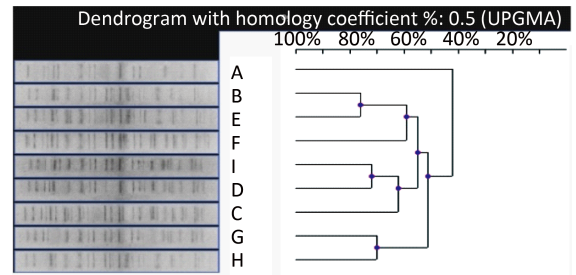 Dendrogram with homology coefficient %: 0.5 (UPGMA)
100% 80% 60% 40% 20%
A
B
E
F
I
D
C
G
H